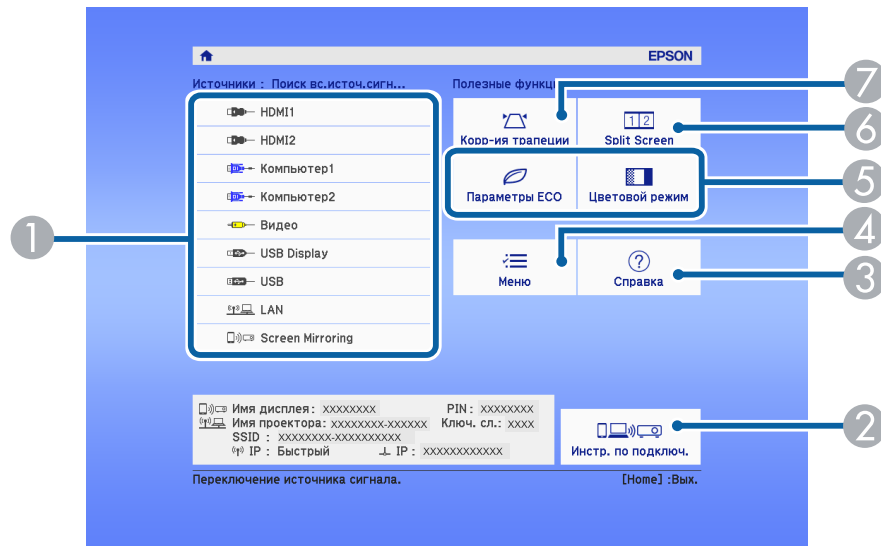 EPSON
Источники : Поиск вс.источ.сигн...
Полезные функц
HDMI1
HDMI2
Компьютер1
Компьютер2
Видео
USB Display
USB
LAN
Screen Mirroring
Корр-ия трапеции
1 2
Split Screen
Параметры ECO
Цветовой режим
Меню
?
Справка
1
7
6
5
4
3
2
Имя дисплея: XXXXXXXX PIN: XXXXXXXX
Имя проектора: XXXXXXXX-XXXXXX Ключ. сл.: XXXX
SSID : XXXXXXXX-XXXXXXXXXX
IP : Быстрый IP : XXXXXXXXXXXX
Инстр. по подключ.
Переключение источника сигнала.
[Home] :Вых.